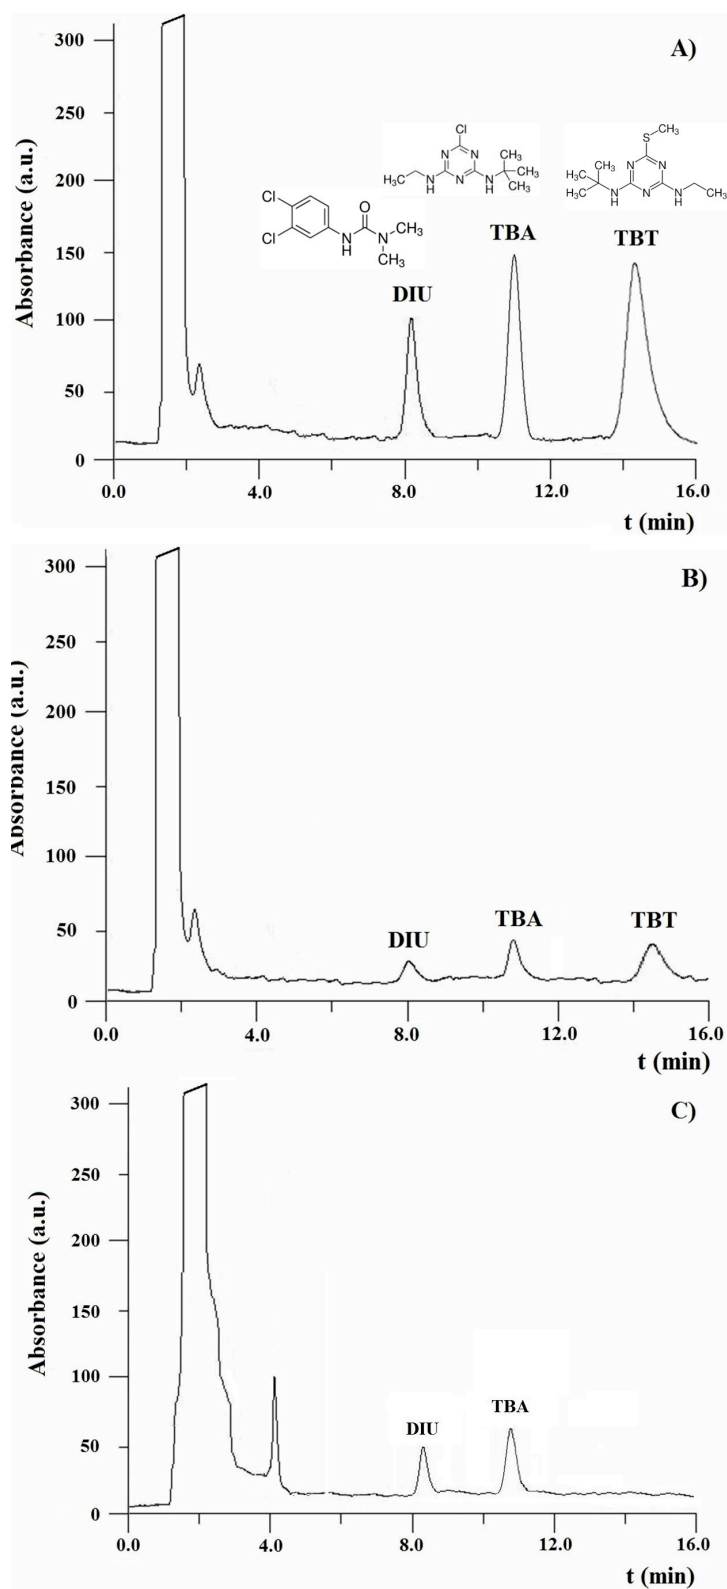 A)
300
250
200
150
100
50
0
Absorbance (a.u.)
Cl
Cl
N
H
O
N
CH₃
CH₃
DIU
Cl
N
N
N
H₃C
N
H
NH
CH₃
CH₃
CH₃
TBA
S
CH₃
CH₃
H₃C
H₃C
N
N
N
NH
N
H
CH₃
TBT
0.0 4.0 8.0 12.0 16.0
t (min)
B)
300
250
200
150
100
50
0
Absorbance (a.u.)
DIU TBA TBT
0.0 4.0 8.0 12.0 16.0
t (min)
C)
300
250
200
150
100
50
0
Absorbance (a.u.)
DIU TBA
0.0 4.0 8.0 12.0 16.0
t (min)